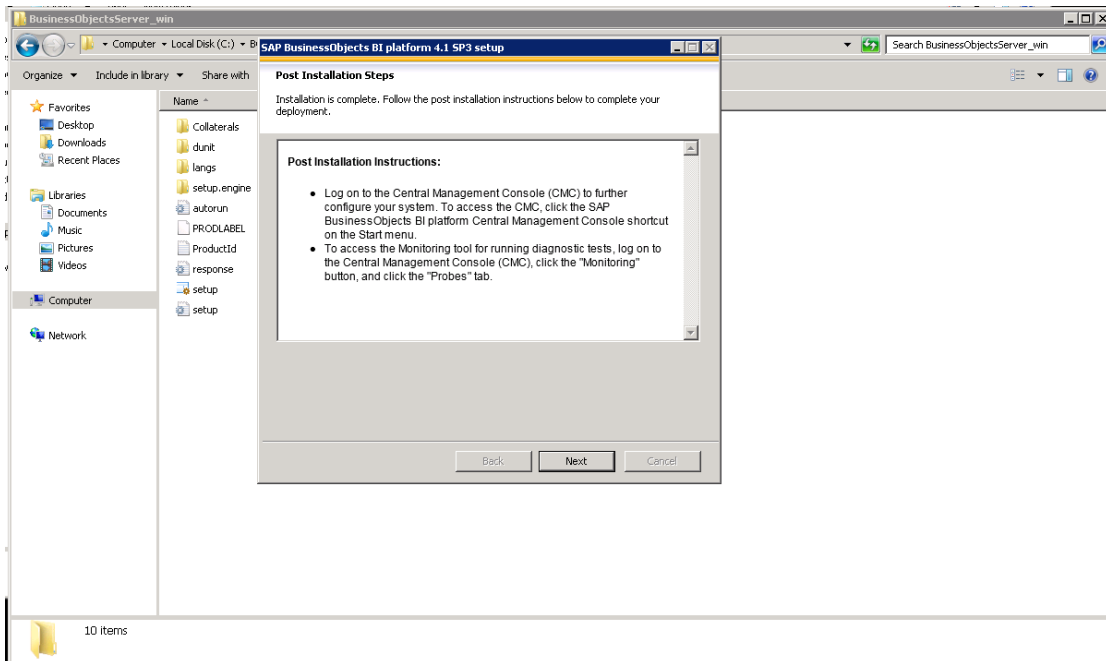 BusinessObjectsServer_win
Computer Local Disk (C:)
SAP BusinessObjects BI platform 4.1 SP3 setup
Search BusinessObjectsServer_win
Organize Include in library Share with
Post Installation Steps
Installation is complete. Follow the post installation instructions below to complete your
deployment.
Favorites
Desktop
Downloads
Recent Places
Libraries
Documents
Music
Pictures
Videos
Computer
Network
Name
Collaterals
dunit
langs
setup.engine
autorun
PRODLABEL
ProductId
response
setup
setup
Post Installation Instructions:
• Log on to the Central Management Console (CMC) to further
configure your system. To access the CMC, click the SAP
BusinessObjects BI platform Central Management Console shortcut
on the Start menu.
• To access the Monitoring tool for running diagnostic tests, log on to
the Central Management Console (CMC), click the "Monitoring"
button, and click the "Probes" tab.
Back Next Cancel
10 items